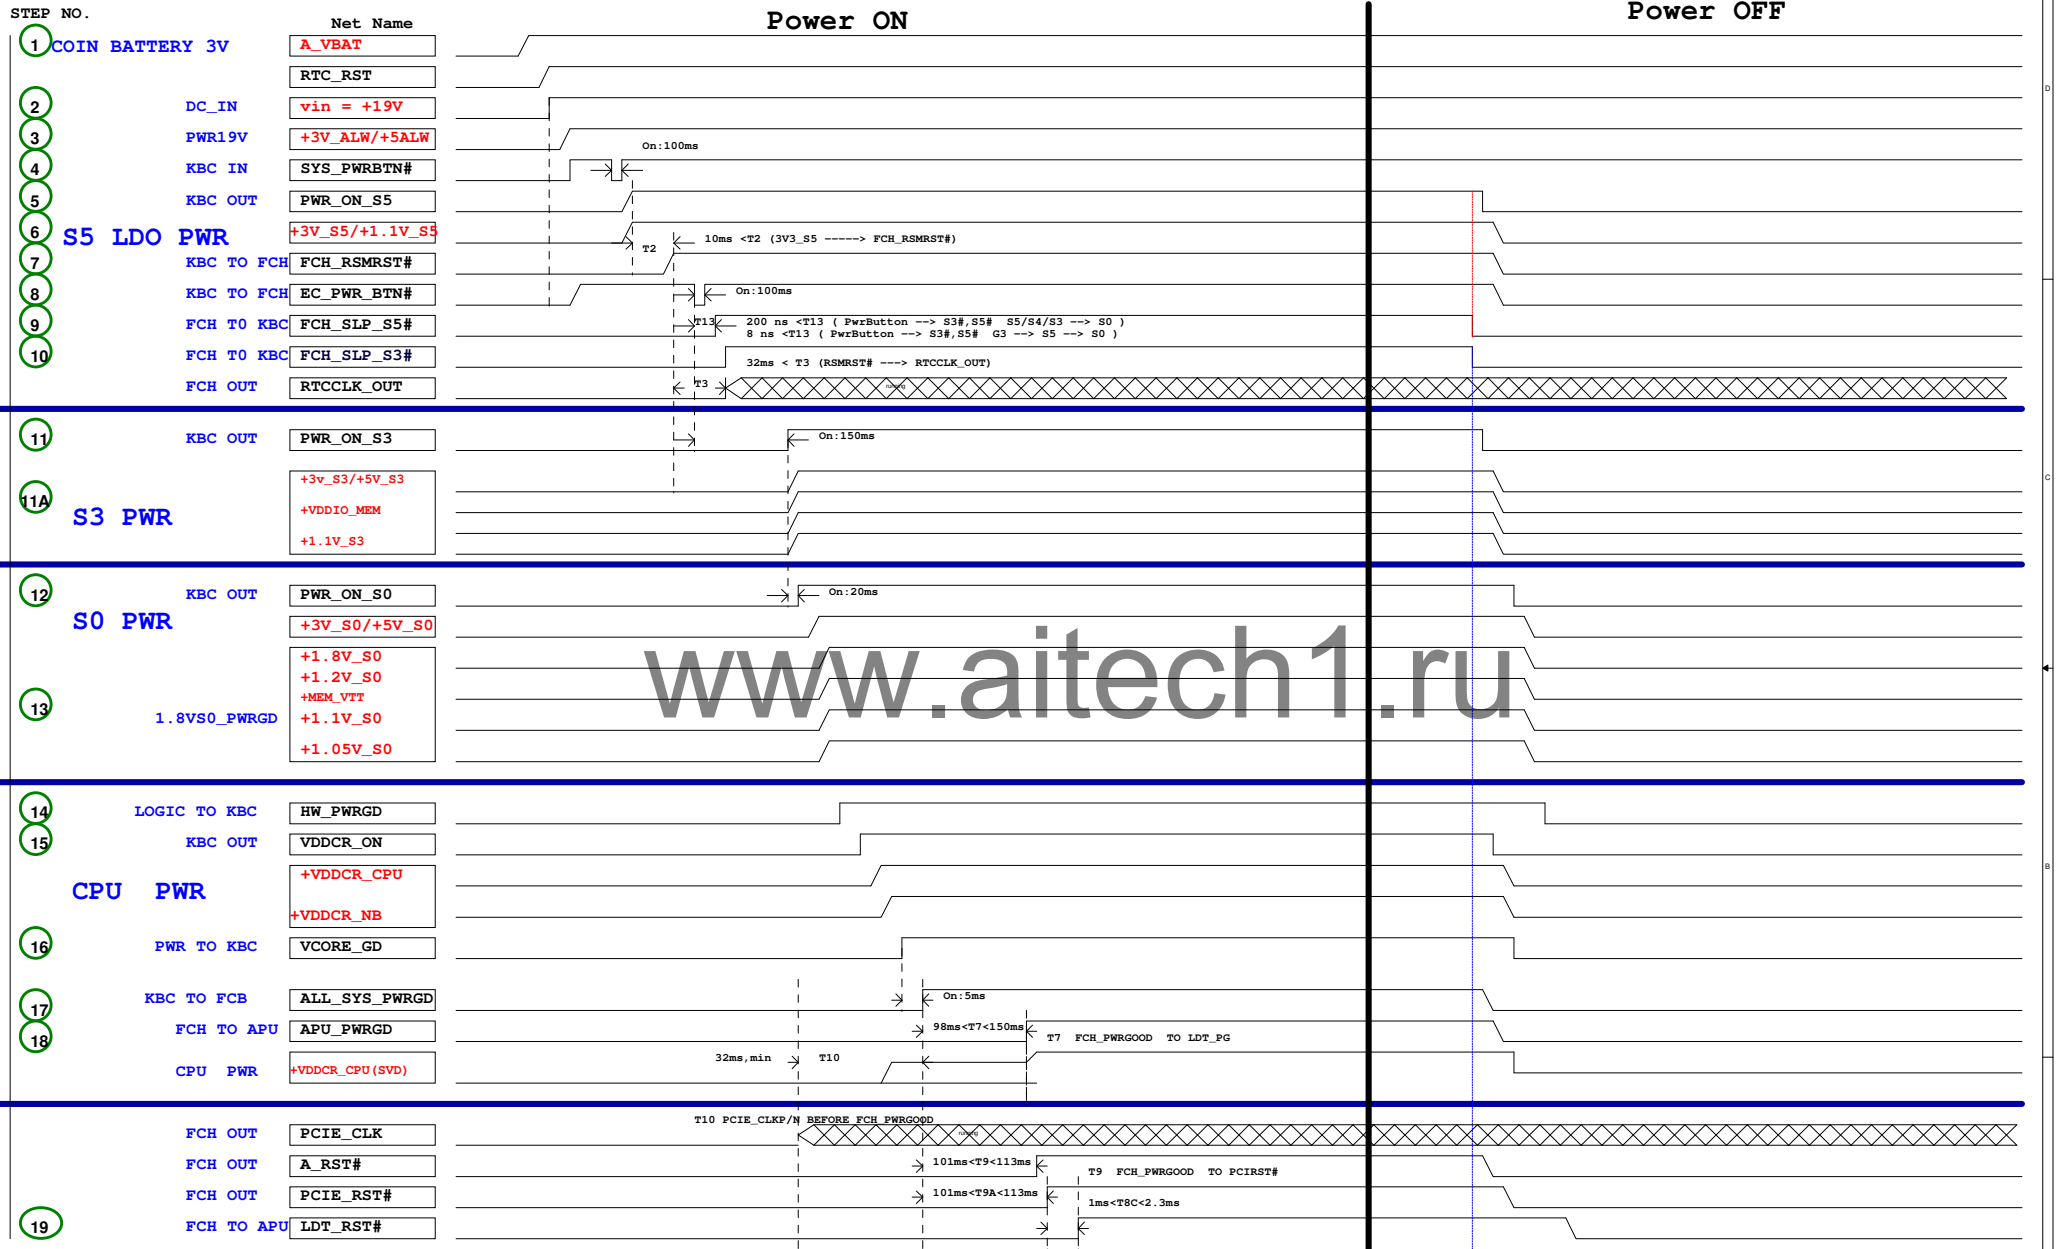 STEP NO.
Net Name
Power ON
Power OFF
1 COIN BATTERY 3V A_VBAT
RTC_RST
2 DC_IN vin = +19V
D
3 PWR19V +3V_ALW/+5ALW
On:100ms
4 KBC IN SYS_PWRBTN#
5 KBC OUT PWR_ON_S5
6 S5 LDO PWR +3V_S5/+1.1V_S5
T2 10ms <T2 (3V3_S5 -----> FCH_RSMRST#)
7 KBC TO FCH FCH_RSMRST#
8 KBC TO FCH EC_PWR_BTN# On:100ms
9 FCH T0 KBC FCH_SLP_S5# T13 200 ns <T13 ( PwrButton --> S3#,S5# S5/S4/S3 --> S0 )
8 ns <T13 ( PwrButton --> S3#,S5# G3 --> S5 --> S0 )
10 FCH T0 KBC FCH_SLP_S3#
32ms < T3 (RSMRST# ---> RTCCLK_OUT)
FCH OUT RTCCLK_OUT T3 running
11 KBC OUT PWR_ON_S3 On:150ms
11A S3 PWR +3v_S3/+5V_S3
C
+VDDIO_MEM
+1.1V_S3
12 KBC OUT PWR_ON_S0 On:20ms
S0 PWR +3V_S0/+5V_S0
+1.8V_S0
+1.2V_S0
+MEM_VTT
13 1.8VS0_PWRGD +1.1V_S0
+1.05V_S0
www.aitech1.ru
14 LOGIC TO KBC HW_PWRGD
15 KBC OUT VDDCR_ON
B
CPU PWR +VDDCR_CPU
+VDDCR_NB
16 PWR TO KBC VCORE_GD
17 KBC TO FCB ALL_SYS_PWRGD On:5ms
18 FCH TO APU APU_PWRGD 98ms<T7<150ms T7 FCH_PWRGOOD TO LDT_PG
CPU PWR +VDDCR_CPU(SVD) 32ms,min T10
T10 PCIE_CLKP/N BEFORE FCH_PWRGOOD
FCH OUT PCIE_CLK running
FCH OUT A_RST# 101ms<T9<113ms T9 FCH_PWRGOOD TO PCIRST#
FCH OUT PCIE_RST# 101ms<T9A<113ms 1ms<T8C<2.3ms
19 FCH TO APU LDT_RST#